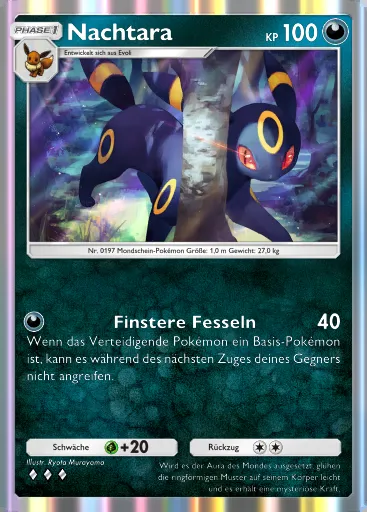 PHASE 1 Nachtara KP 100
Entwickelt sich aus Evoli
Nr. 0197 Mondschein-Pokémon Größe: 1,0 m Gewicht: 27,0 kg
Finstere Fesseln 40
Wenn das Verteidigende Pokémon ein Basis-Pokémon
ist, kann es während des nächsten Zuges deines Gegners
nicht angreifen.
Schwäche +20 Rückzug
Illustr. Ryota Murayama
Wird es der Aura des Mondes ausgesetzt, glühen
die ringförmigen Muster auf seinem Körper leicht
und es erhält eine mysteriöse Kraft.